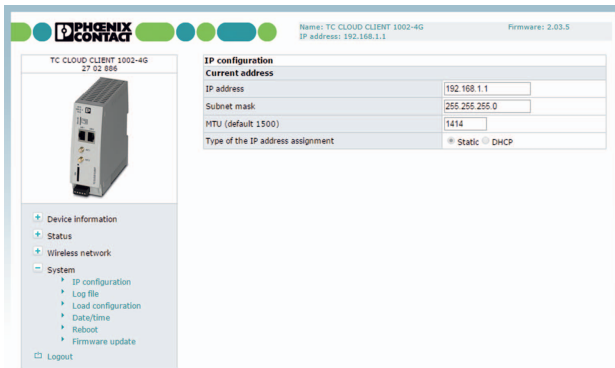 PHŒNIX
CONTACT
Name: TC CLOUD CLIENT 1002-4G
IP address: 192.168.1.1
Firmware: 2.03.5
TC CLOUD CLIENT 1002-4G
27 02 886
IP configuration
Current address
IP address
192.168.1.1
Subnet mask
255.255.255.0
MTU (default 1500)
1414
Type of the IP address assignment
Static
DHCP
Device information
Status
Wireless network
System
IP configuration
Log file
Load configuration
Date/time
Reboot
Firmware update
Logout